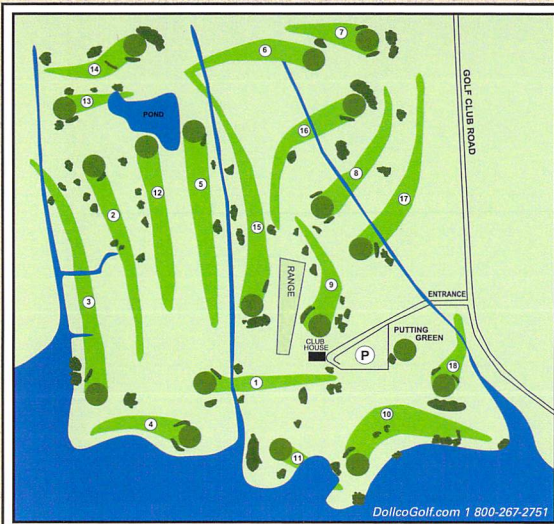 7
6
14
GOLF CLUB ROAD
13
POND
16
8
5
12
2
17
15
3
9
RANGE
ENTRANCE
PUTTING
GREEN
CLUB
HOUSE
P
18
1
10
4
11
DollcoGolf.com 1 800-267-2751